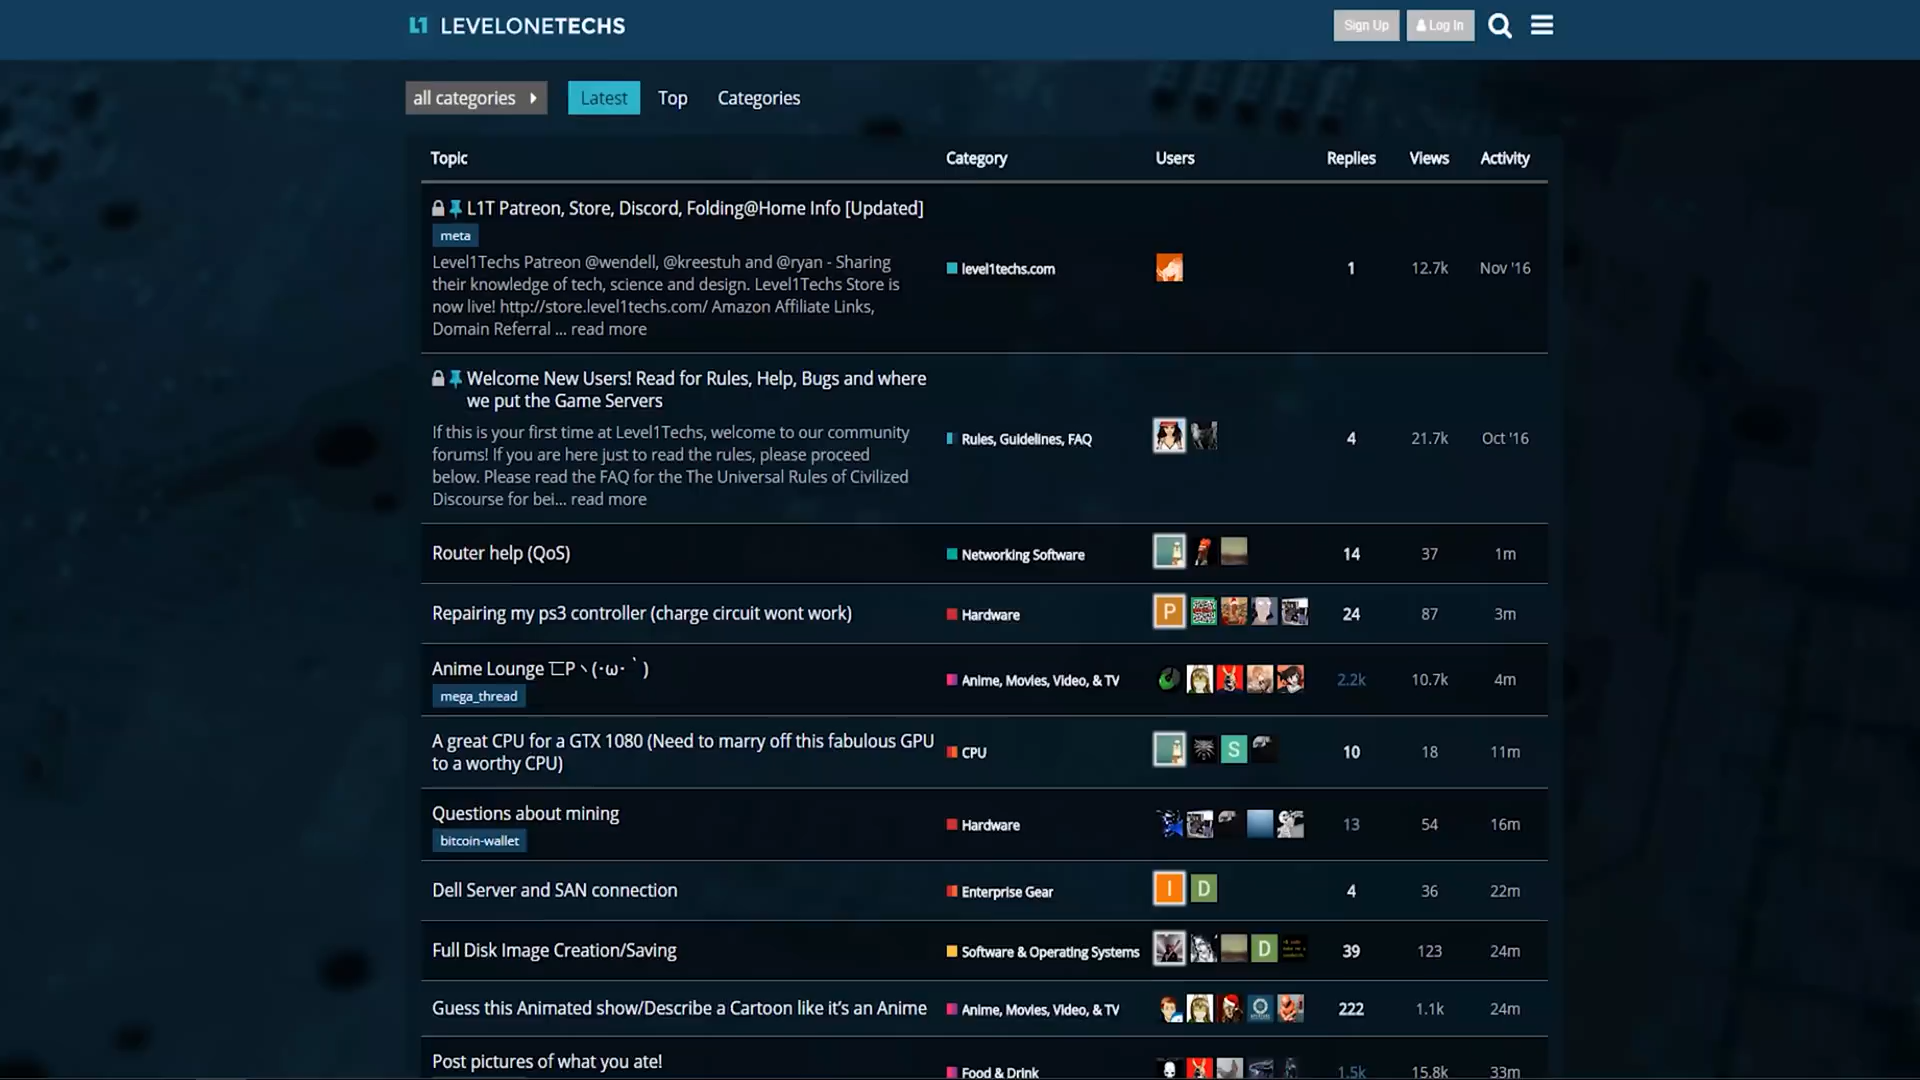 L1 LEVELONETECHS Sign Up Log In
all categories Latest Top Categories
Topic Category Users Replies Views Activity
L1T Patreon, Store, Discord, Folding@Home Info [Updated]
meta
Level1Techs Patreon @wendell, @kreestuh and @ryan - Sharing
their knowledge of tech, science and design. Level1Techs Store is
now live! http://store.level1techs.com/ Amazon Affiliate Links,
Domain Referral ... read more
level1techs.com 1 12.7k Nov '16
Welcome New Users! Read for Rules, Help, Bugs and where
we put the Game Servers
If this is your first time at Level1Techs, welcome to our community
forums! If you are here just to read the rules, please proceed
below. Please read the FAQ for the The Universal Rules of Civilized
Discourse for bei... read more
Rules, Guidelines, FAQ 4 21.7k Oct '16
Router help (QoS) Networking Software 14 37 1m
Repairing my ps3 controller (charge circuit wont work) Hardware P 24 87 3m
Anime Lounge 匸Pヽ(･ω･｀)
mega_thread
Anime, Movies, Video, & TV 2.2k 10.7k 4m
A great CPU for a GTX 1080 (Need to marry off this fabulous GPU
to a worthy CPU)
CPU S 10 18 11m
Questions about mining
bitcoin-wallet
Hardware 13 54 16m
Dell Server and SAN connection Enterprise Gear I D 4 36 22m
Full Disk Image Creation/Saving Software & Operating Systems D 39 123 24m
Guess this Animated show/Describe a Cartoon like it's an Anime Anime, Movies, Video, & TV 222 1.1k 24m
Post pictures of what you ate! Food & Drink 1.5k 15.8k 33m